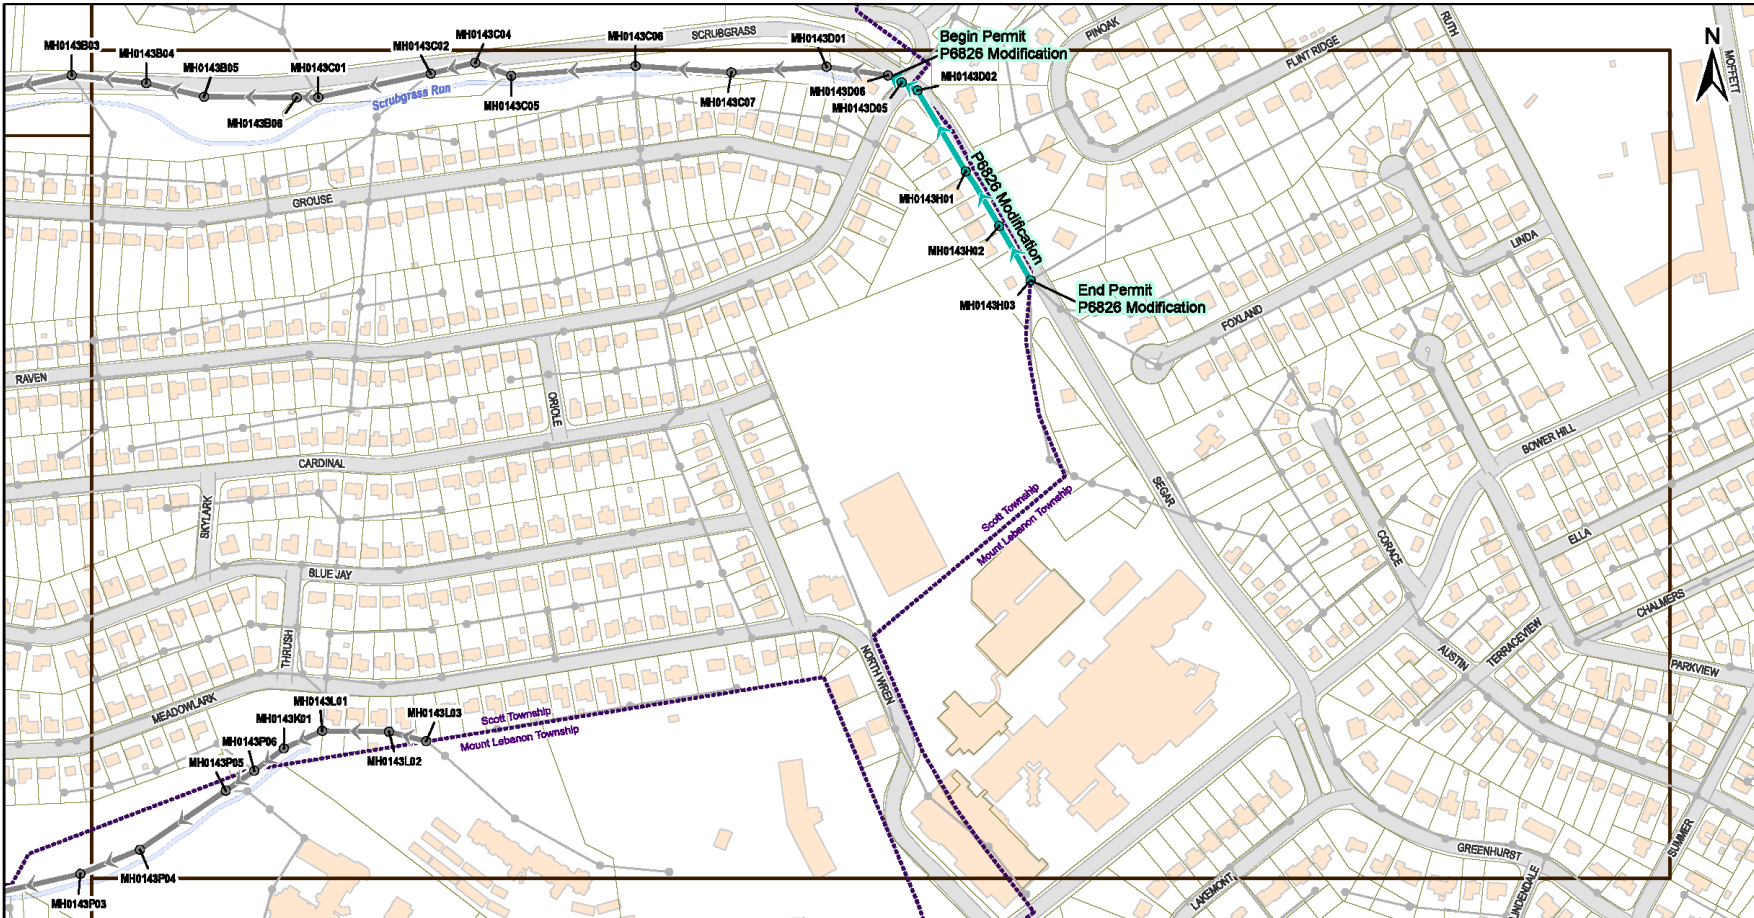 SCRUBGRASS
PINOAK
RUTH
FLINT RIDGE
MOFFETT
N
Begin Permit
P6826 Modification
MH0143B03
MH0143B04
MH0143B05
MH0143B06
MH0143C01
MH0143C02
MH0143C04
MH0143C05
MH0143C06
MH0143C07
MH0143D01
MH0143D06
MH0143D05
MH0143D02
Scrubgrass Run
GROUSE
MH0143H01
P6826 Modification
MH0143H02
MH0143H03
End Permit
P6826 Modification
LINDA
FOXLAND
RAVEN
ORIOLE
CARDINAL
SKYLARK
BLUE JAY
THRUSH
MEADOWLARK
SEGAR
BOWER HILL
ELLA
CORACE
CHALMERS
TERRACEVIEW
AUSTIN
PARKVIEW
Scott Township
Mount Lebanon Township
NORTH WREN
MH0143L01
MH0143K01
MH0143L03
MH0143P06
MH0143P05
MH0143L02
Scott Township
Mount Lebanon Township
MH0143P04
MH0143P03
GREENHURST
SUMMER
LAKEMONT
UNDENDALE